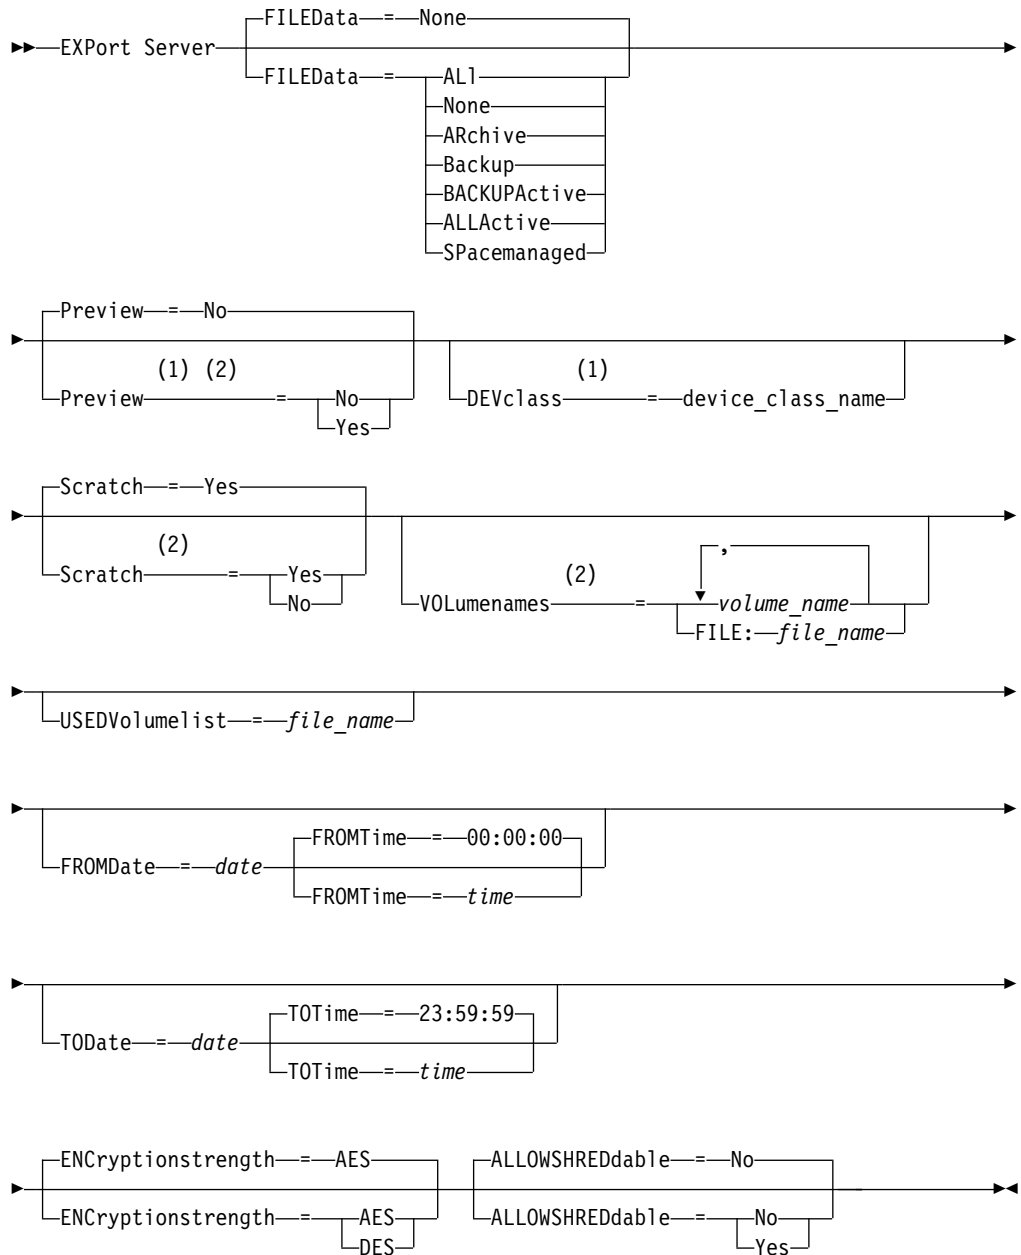 FILEData = None
EXPort Server
FILEData = ALl
None
ARchive
Backup
BACKUPActive
ALLActive
SPacemanaged
Preview = No
(1) (2)
Preview = No
Yes
(1)
DEVclass = device_class_name
Scratch = Yes
(2)
Scratch = Yes
No
,
(2)
VOLumenames = volume_name
FILE: file_name
USEDVolumelist = file_name
FROMTime = 00:00:00
FROMDate = date
FROMTime = time
TOTime = 23:59:59
TODate = date
TOTime = time
ENCryptionstrength = AES
ENCryptionstrength = AES
DES
ALLOWSHREDdable = No
ALLOWSHREDdable = No
Yes